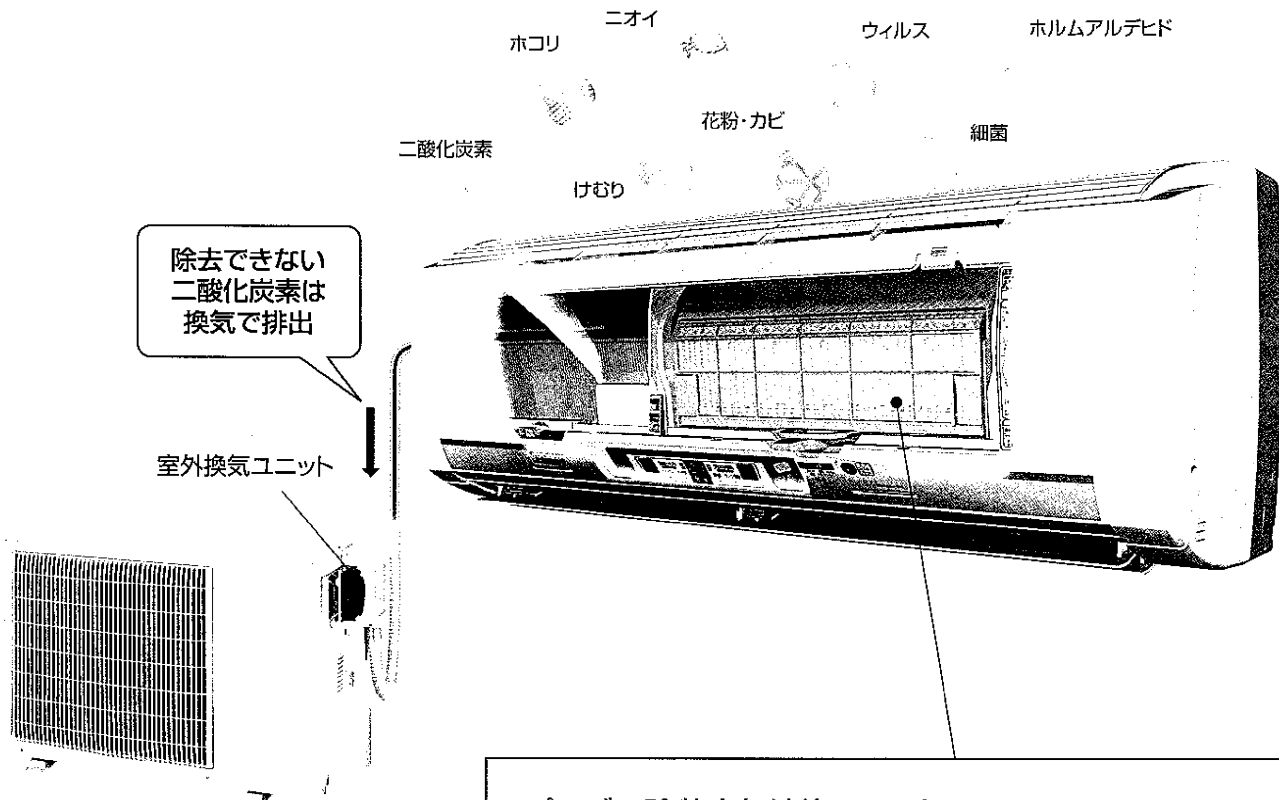 ニオイ
ホコリ
ウィルス
ホルムアルデヒド
花粉・カビ
細菌
二酸化炭素
けむり
除去できない
二酸化炭素は
換気で排出
室外換気ユニット